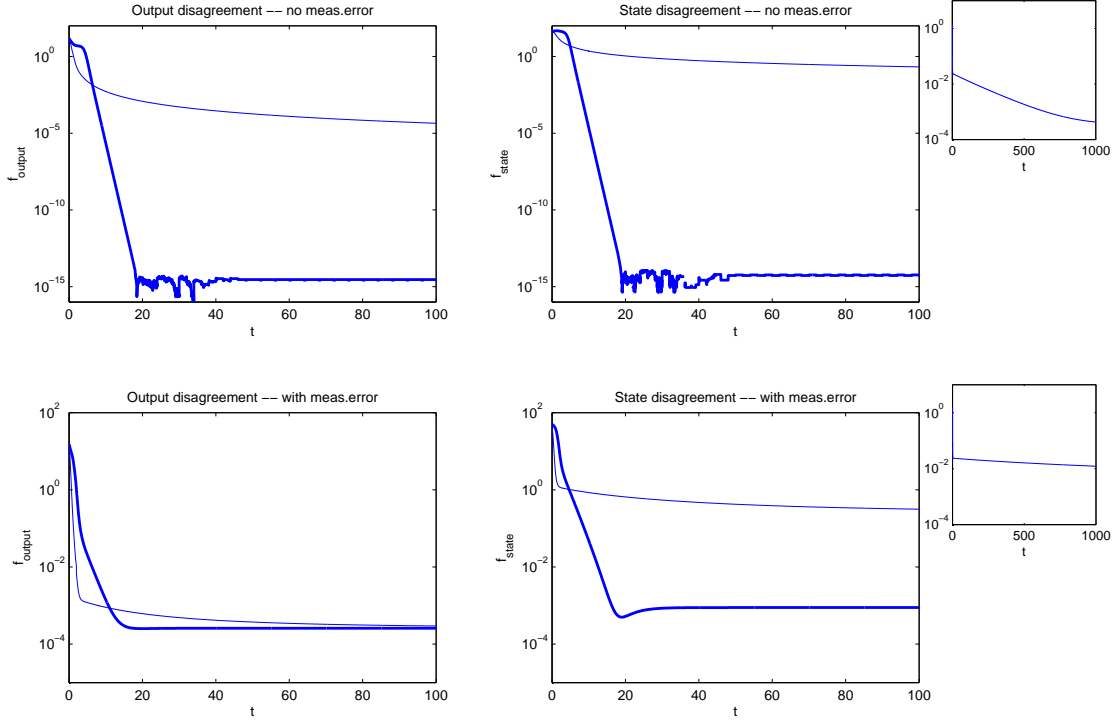 Output disagreement −− no meas.error
10^0
10^−5
10^−10
10^−15
f_output
0 20 40 60 80 100
t
State disagreement −− no meas.error
10^0
10^−5
10^−10
10^−15
f_state
0 20 40 60 80 100
t
10^0
10^−2
10^−4
0 500 1000
t
Output disagreement −− with meas.error
10^2
10^0
10^−2
10^−4
f_output
0 20 40 60 80 100
t
State disagreement −− with meas.error
10^2
10^0
10^−2
10^−4
f_state
0 20 40 60 80 100
t
10^0
10^−2
10^−4
0 500 1000
t